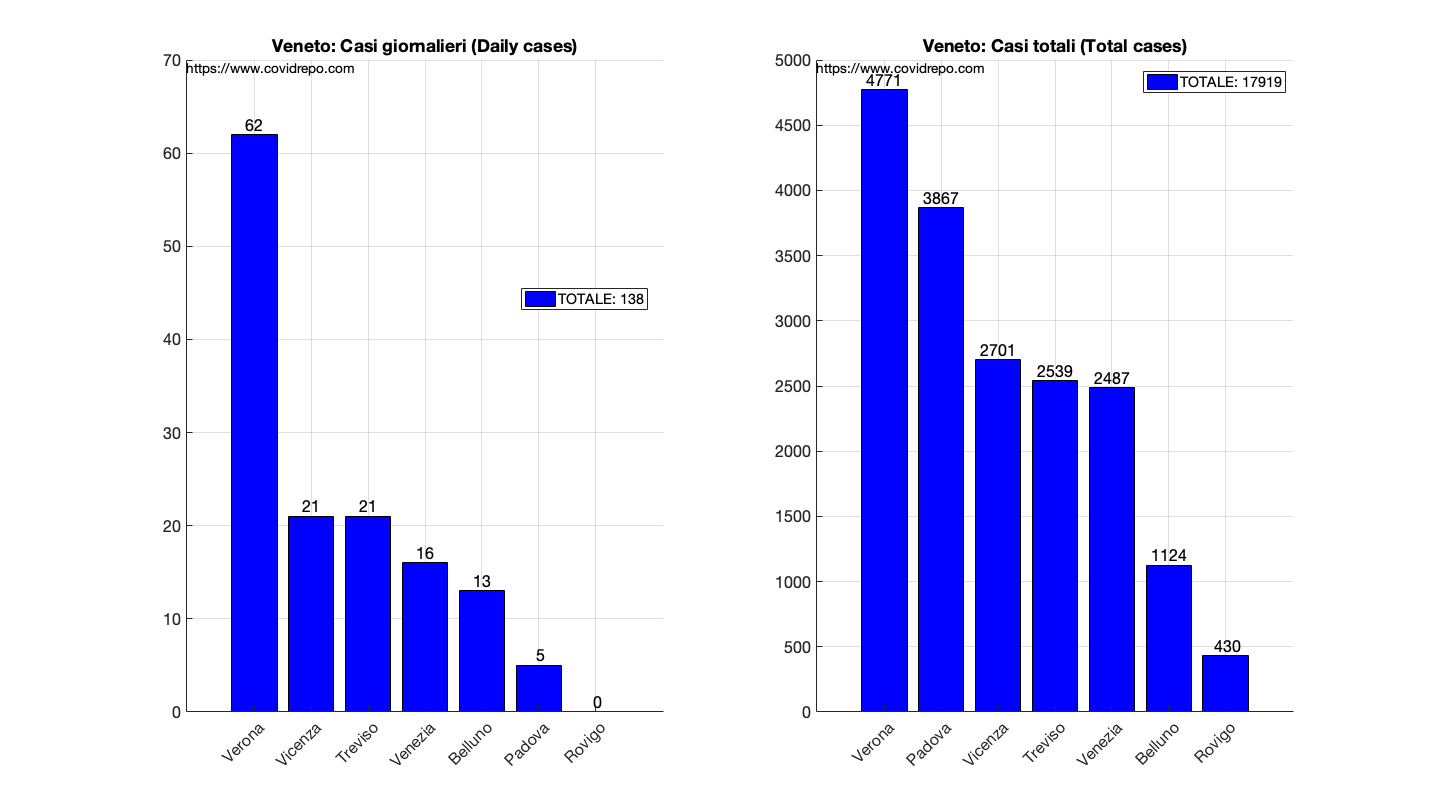 Veneto: Casi giornalieri (Daily cases)
https://www.covidrepo.com
70
60
50
40
30
20
10
0
62
21
21
16
13
5
0
TOTALE: 138
Verona
Vicenza
Treviso
Venezia
Belluno
Padova
Rovigo
Veneto: Casi totali (Total cases)
https://www.covidrepo.com
5000
4500
4000
3500
3000
2500
2000
1500
1000
500
0
4771
3867
2701
2539
2487
1124
430
TOTALE: 17919
Verona
Padova
Vicenza
Treviso
Venezia
Belluno
Rovigo